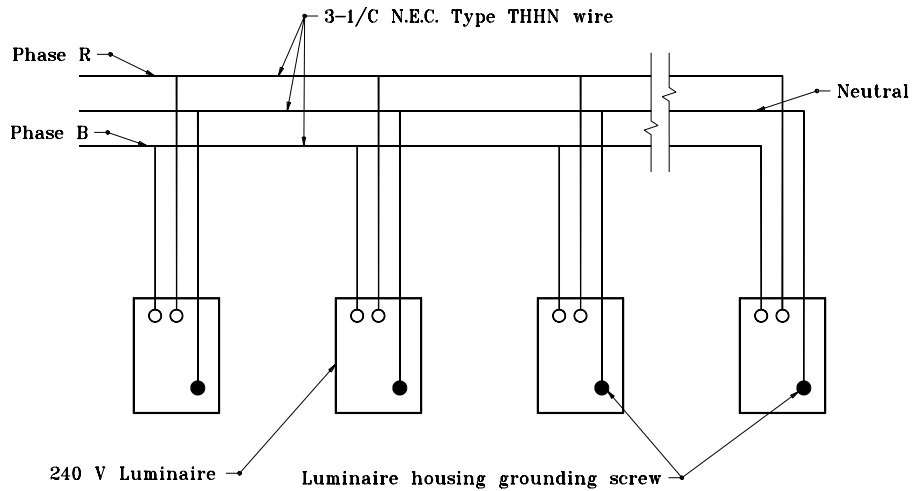 3-1/C N.E.C. Type THHN wire
Phase R
Neutral
Phase B
240 V Luminaire
Luminaire housing grounding screw